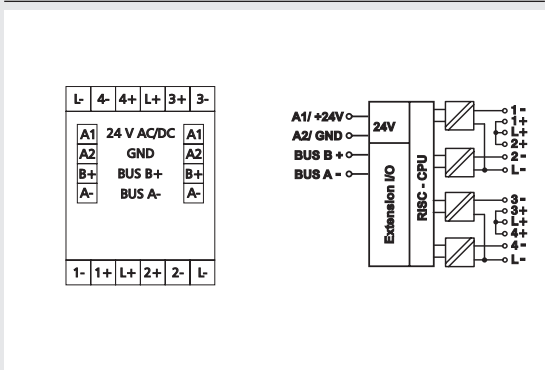 L- 4- 4+ L+ 3+ 3-
A1 24 V AC/DC A1
A2 GND A2
B+ BUS B+ B+
A- BUS A- A-
1- 1+ L+ 2+ 2- L-
A1/ +24V
A2/ GND
BUS B +
BUS A -
24V
Extension I/O
RISC - CPU
1 -
1+
L+
2+
2 -
L -
3 -
3+
L+
4+
4 -
L -